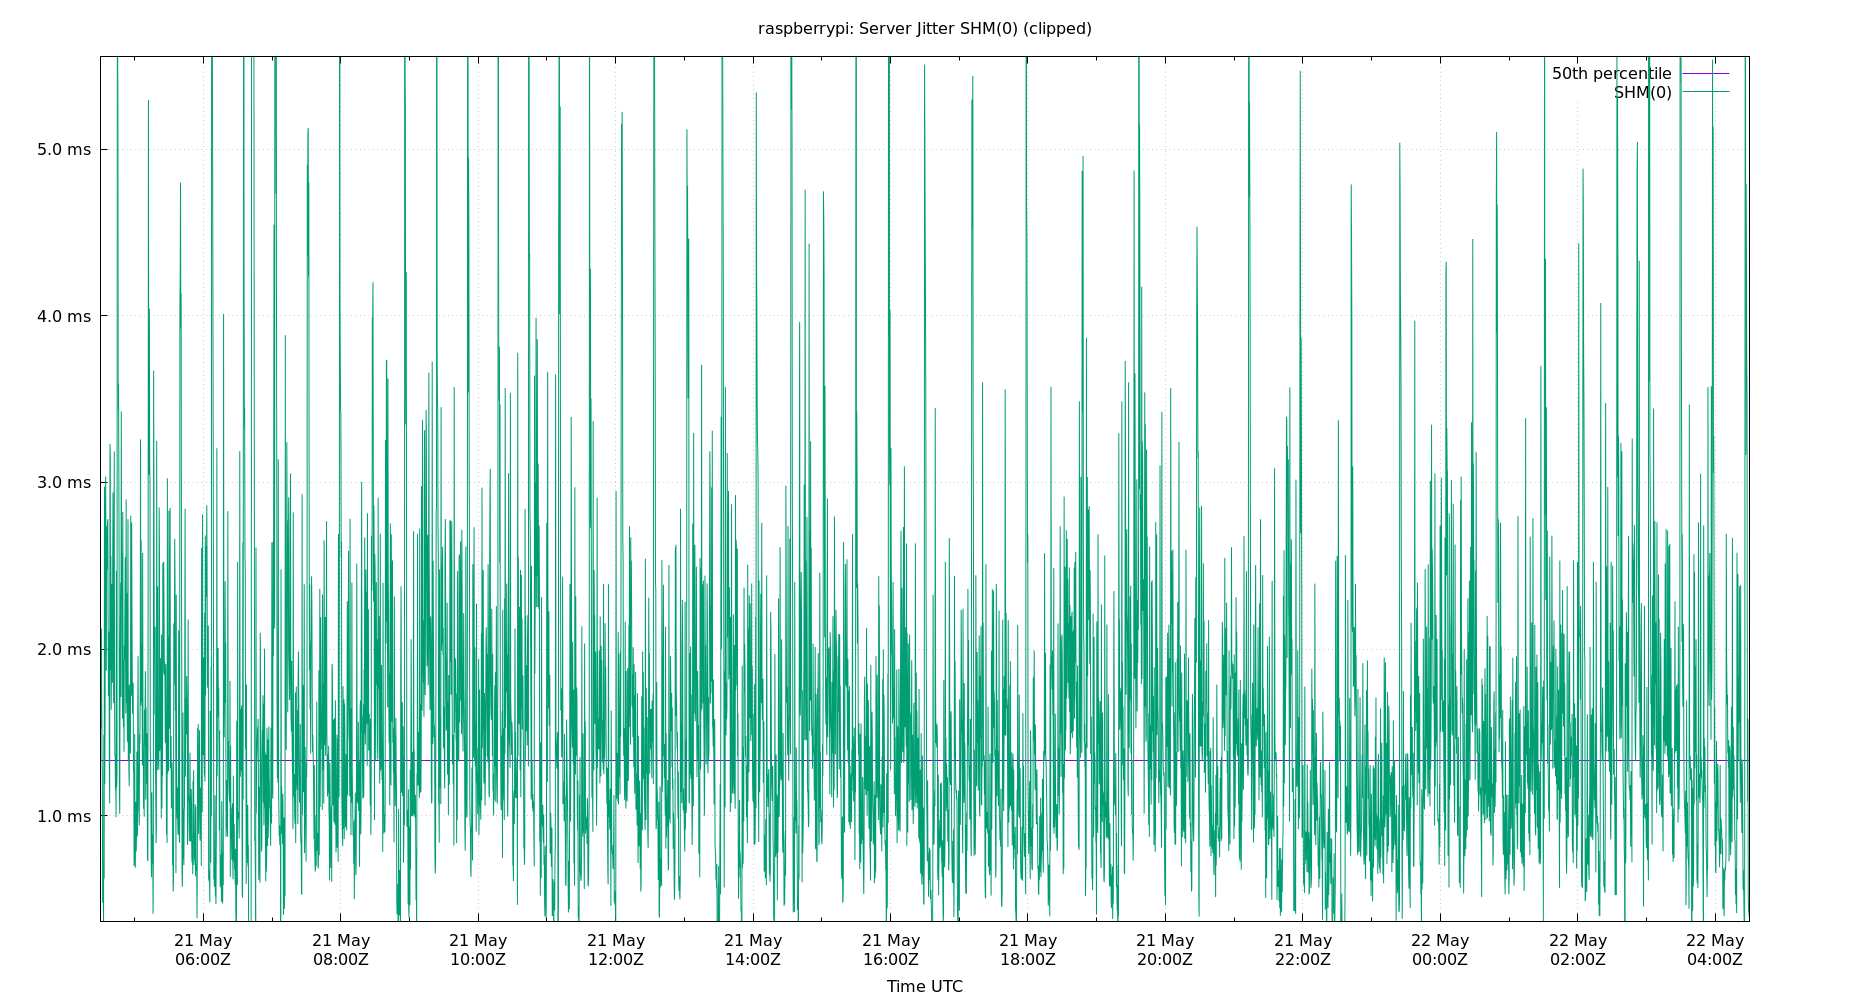 raspberrypi: Server Jitter SHM(0) (clipped)
50th percentile
SHM(0)
5.0 ms
4.0 ms
3.0 ms
2.0 ms
1.0 ms
21 May 21 May 21 May 21 May 21 May 21 May 21 May 21 May 21 May 22 May 22 May 22 May
06:00Z 08:00Z 10:00Z 12:00Z 14:00Z 16:00Z 18:00Z 20:00Z 22:00Z 00:00Z 02:00Z 04:00Z
Time UTC